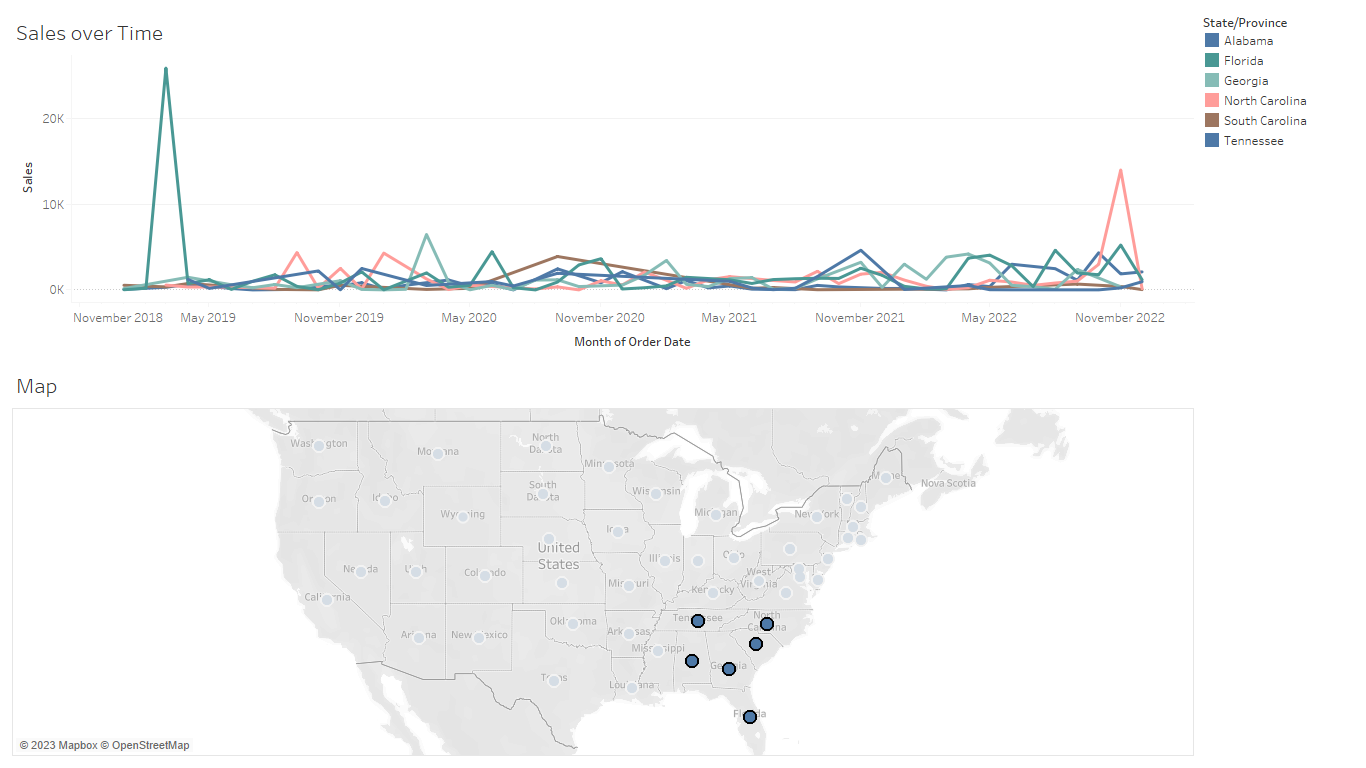 Sales over Time
State/Province
Alabama
Florida
Georgia
North Carolina
South Carolina
Tennessee
Sales
20K
10K
0K
November 2018
May 2019
November 2019
May 2020
November 2020
May 2021
November 2021
May 2022
November 2022
Month of Order Date
Map
Washington
Montana
North
Dakota
Minnesota
Oregon
Idaho
South
Dakota
Wisconsin
Maine
Nova Scotia
Wyoming
Michigan
New York
Iowa
United
States
Nevada
Utah
Colorado
Illinois
Ohio
West
Virginia
California
Missouri
Kentucky
Arizona
New Mexico
Oklahoma
Arkansas
Tennessee
North
Carolina
Mississippi
Georgia
Texas
Louisiana
Florida
© 2023 Mapbox © OpenStreetMap